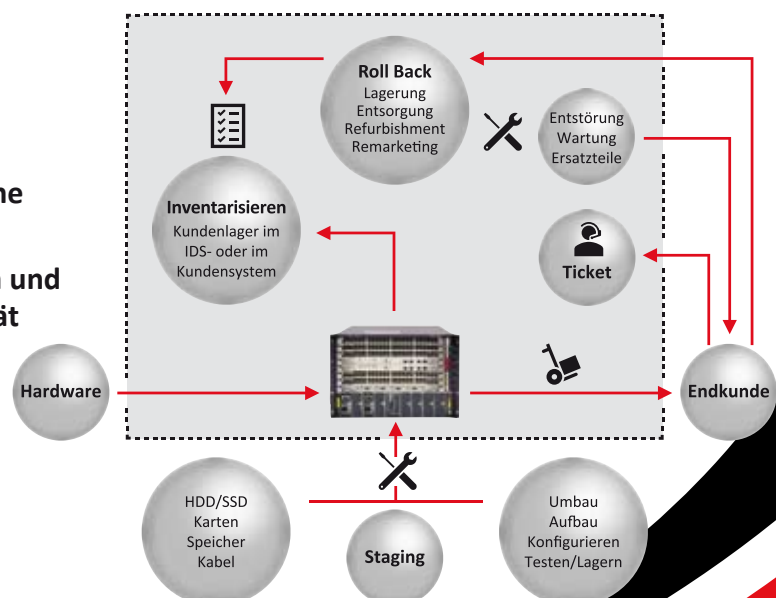 Roll Back
Lagerung
Entsorgung
Refurbishment
Remarketing
Entstörung
Wartung
Ersatzteile
ne
Inventarisieren
Kundenlager im
IDS- oder im
Kundensystem
Ticket
n und
ät
Hardware
Endkunde
HDD/SSD
Karten
Speicher
Kabel
Staging
Umbau
Aufbau
Konfigurieren
Testen/Lagern